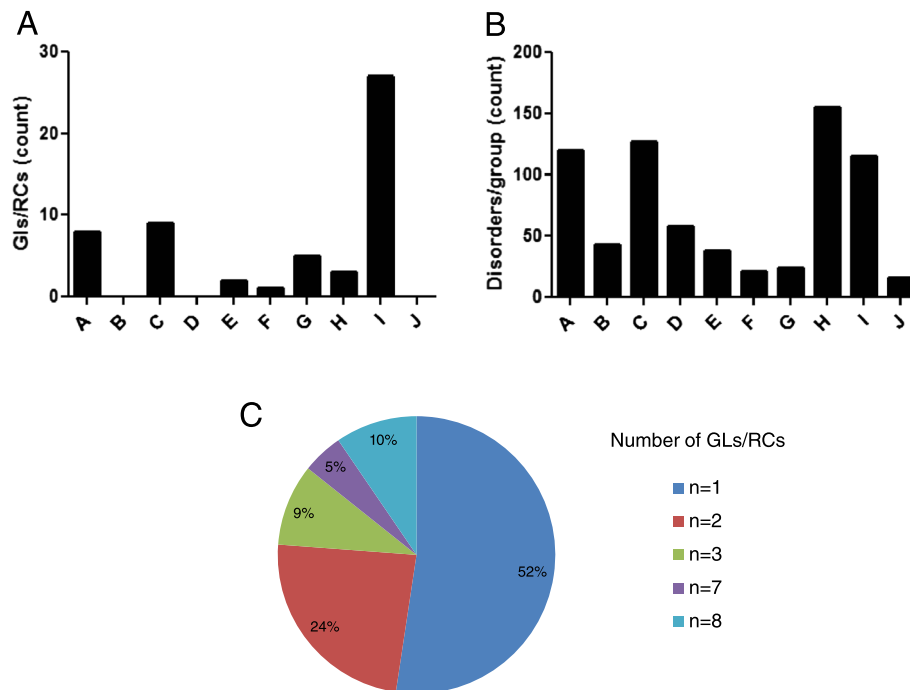 A
GIs/RCs (count)
30
20
10
0
A B C D E F G H I J
B
Disorders/group (count)
200
150
100
50
0
A B C D E F G H I J
C
10%
5%
9%
52%
24%
Number of GLs/RCs
n=1
n=2
n=3
n=7
n=8